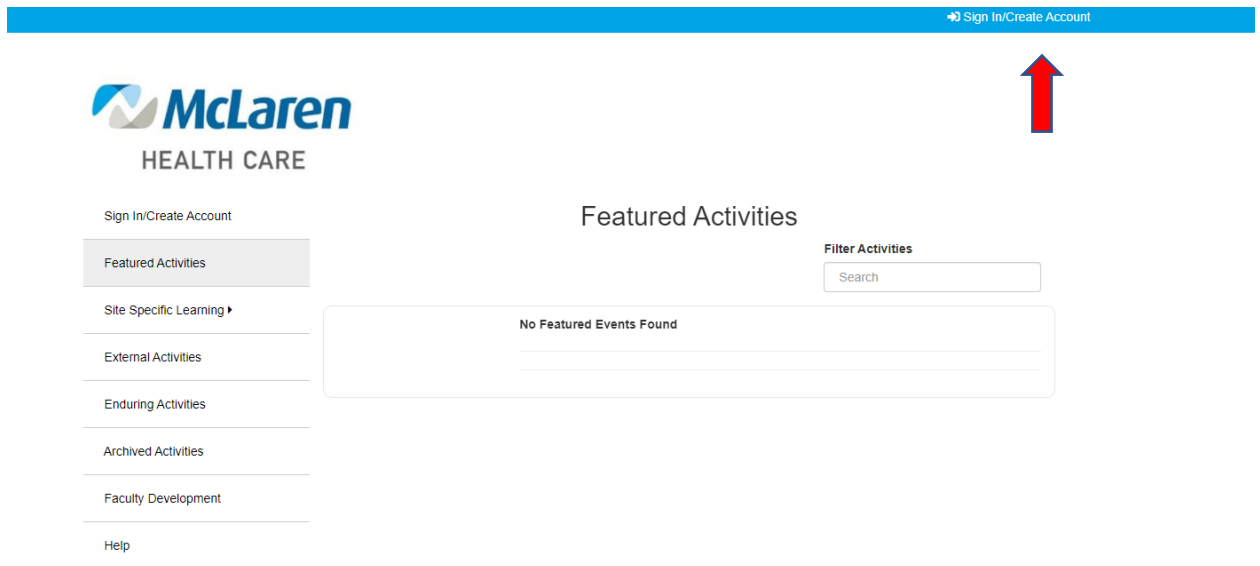 Sign In/Create Account
McLaren
HEALTH CARE
Sign In/Create Account
Featured Activities
Site Specific Learning
External Activities
Enduring Activities
Archived Activities
Faculty Development
Help
Featured Activities
Filter Activities
Search
No Featured Events Found